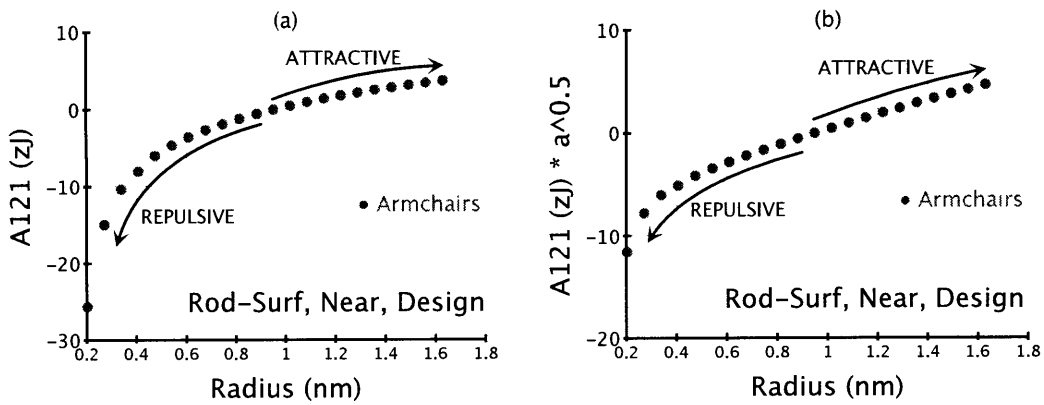 (a)
10
ATTRACTIVE
0
A121 (zJ)
-10
• Armchairs
REPULSIVE
-20
Rod-Surf, Near, Design
-30
0.2 0.4 0.6 0.8 1 1.2 1.4 1.6 1.8
Radius (nm)
(b)
10
ATTRACTIVE
0
A121 (zJ) * a^0.5
• Armchairs
REPULSIVE
-10
Rod-Surf, Near, Design
-20
0.2 0.4 0.6 0.8 1 1.2 1.4 1.6 1.8
Radius (nm)